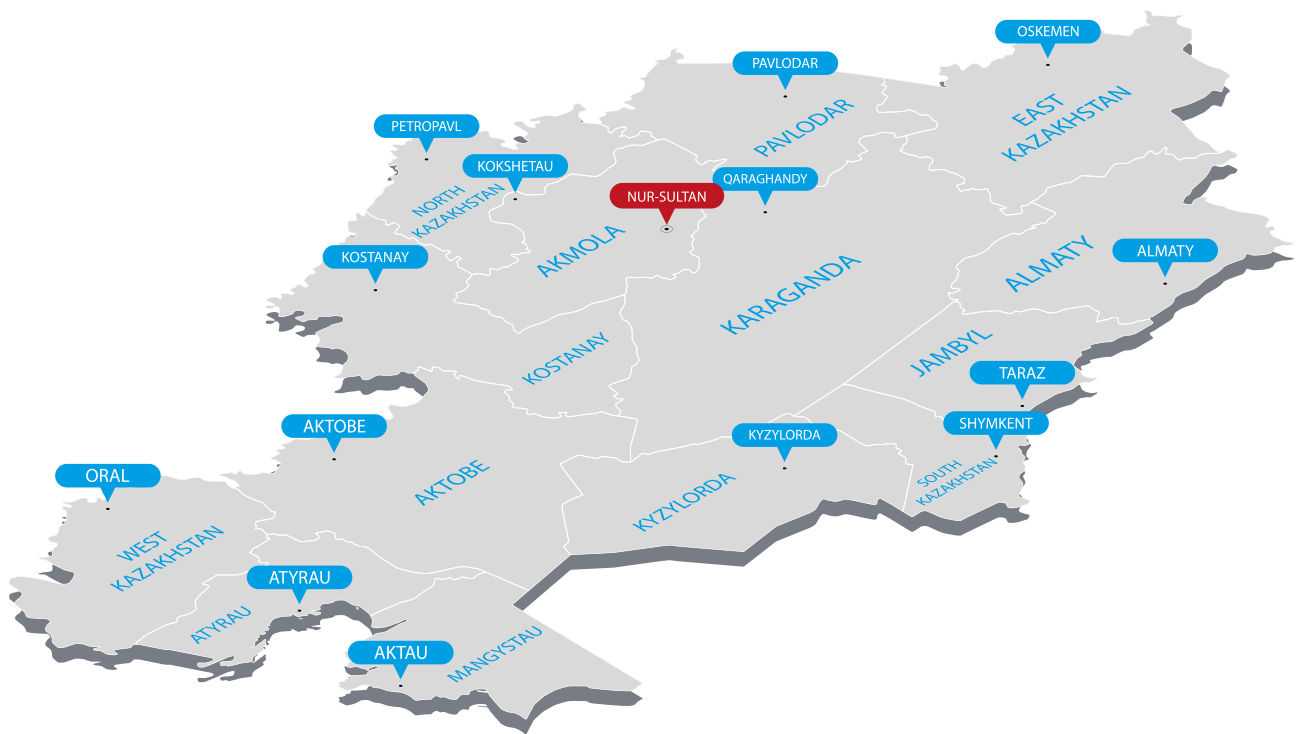 OSKEMEN
PAVLODAR
EAST
KAZAKHSTAN
PAVLODAR
PETROPAVL
KOKSHETAU
QARAGHANDY
NUR-SULTAN
NORTH
KAZAKHSTAN
AKMOLA
KOSTANAY
ALMATY
ALMATY
KARAGANDA
KOSTANAY
JAMBYL
TARAZ
SHYMKENT
AKTOBE
KYZYLORDA
ORAL
AKTOBE
KYZYLORDA
SOUTH
KAZAKHSTAN
WEST
KAZAKHSTAN
ATYRAU
ATYRAU
AKTAU
MANGYSTAU